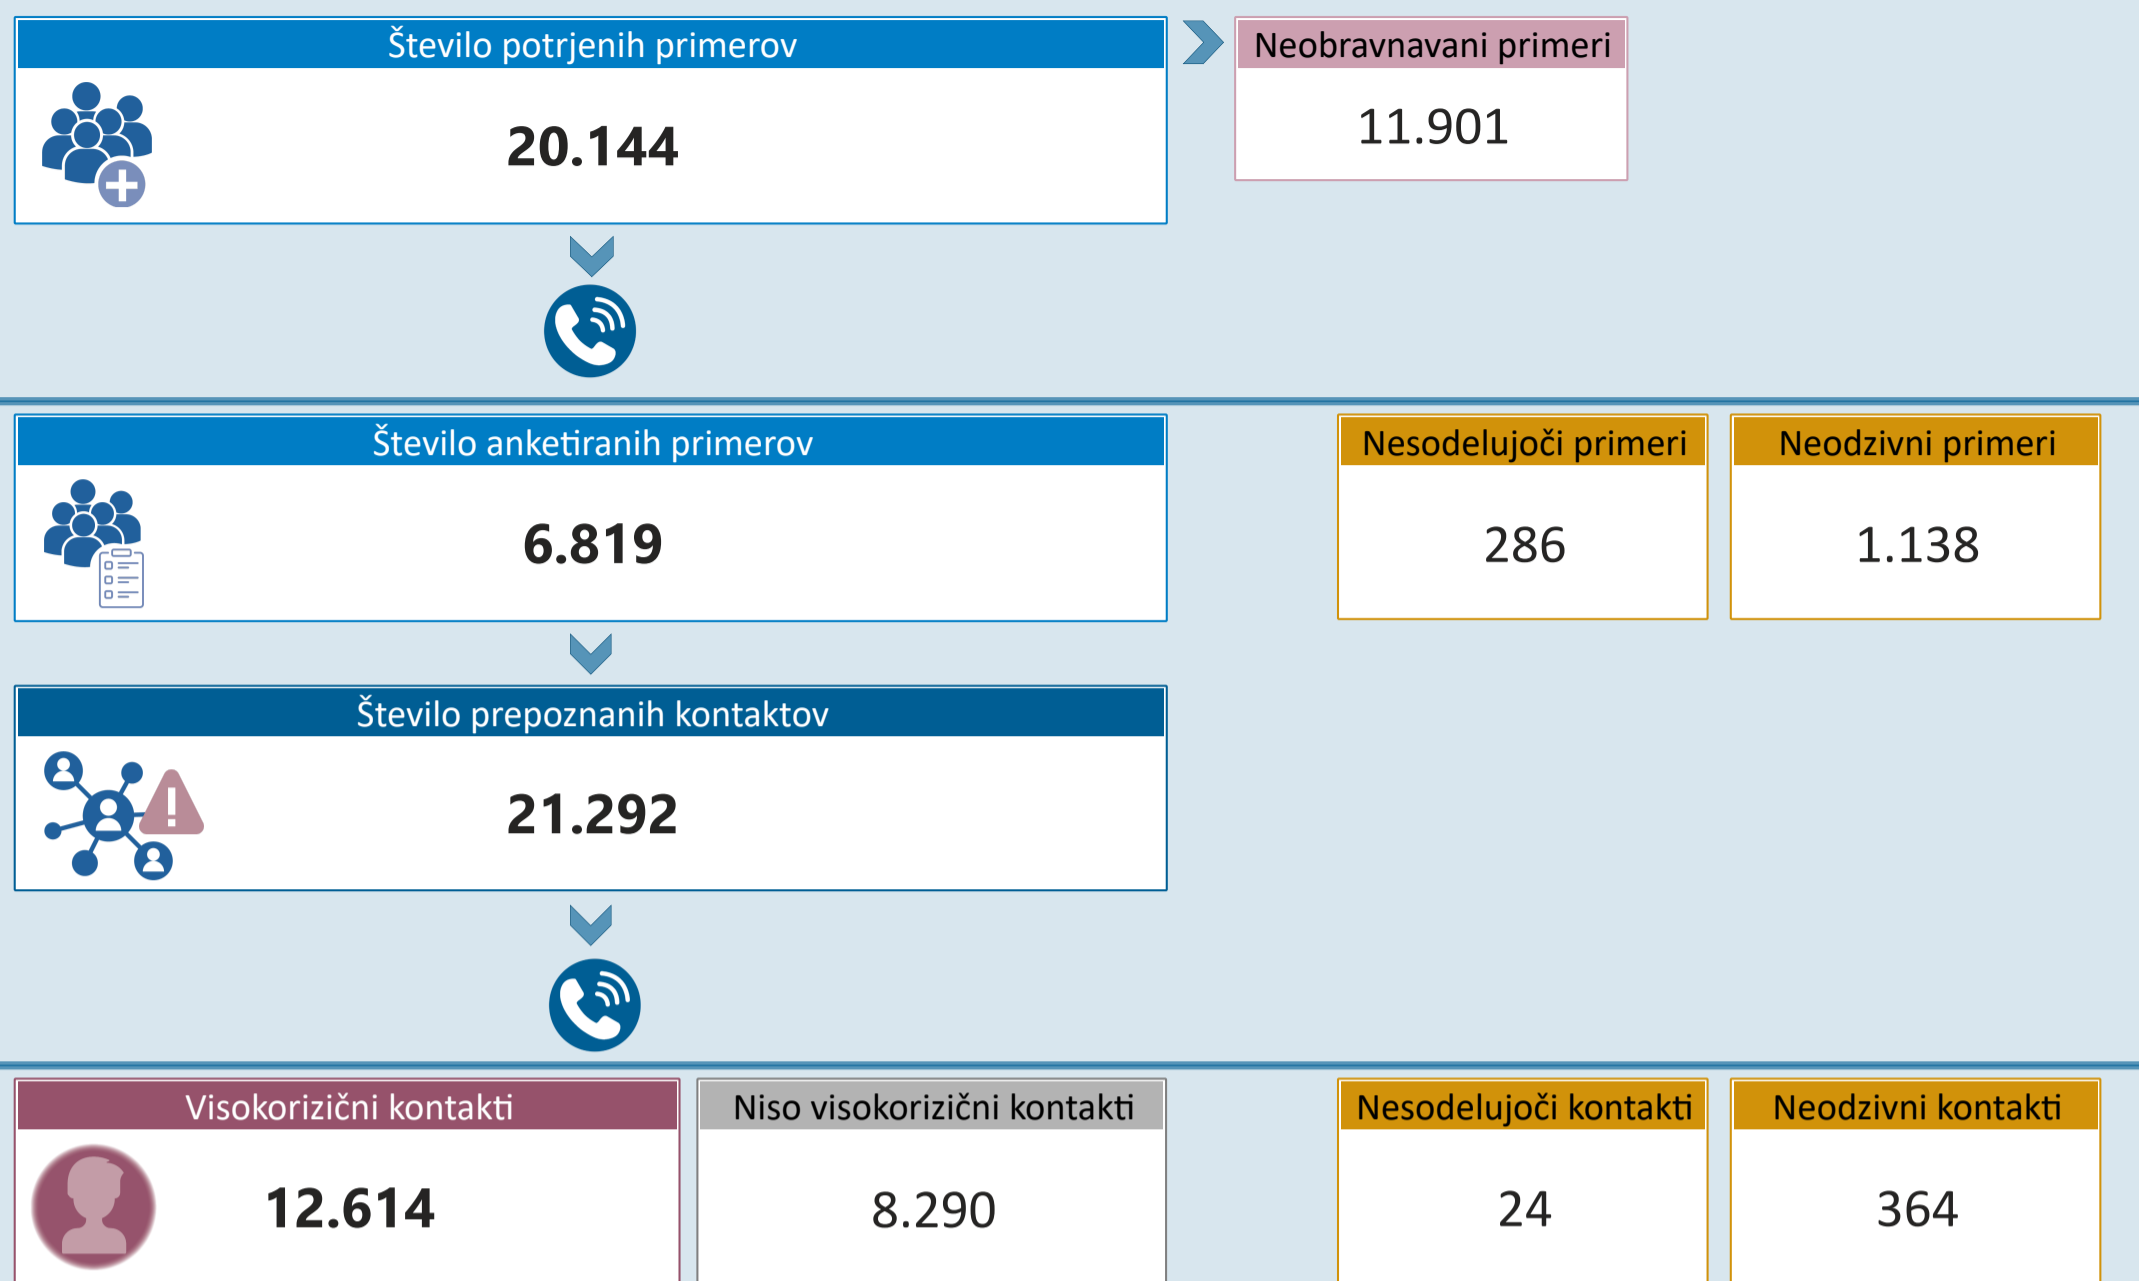 Število potrjenih primerov
20.144
Neobravnavani primeri
11.901
Število anketiranih primerov
6.819
Nesodelujoči primeri
286
Neodzivni primeri
1.138
Število prepoznanih kontaktov
21.292
Visokorizični kontakti
12.614
Niso visokorizični kontakti
8.290
Nesodelujoči kontakti
24
Neodzivni kontakti
364